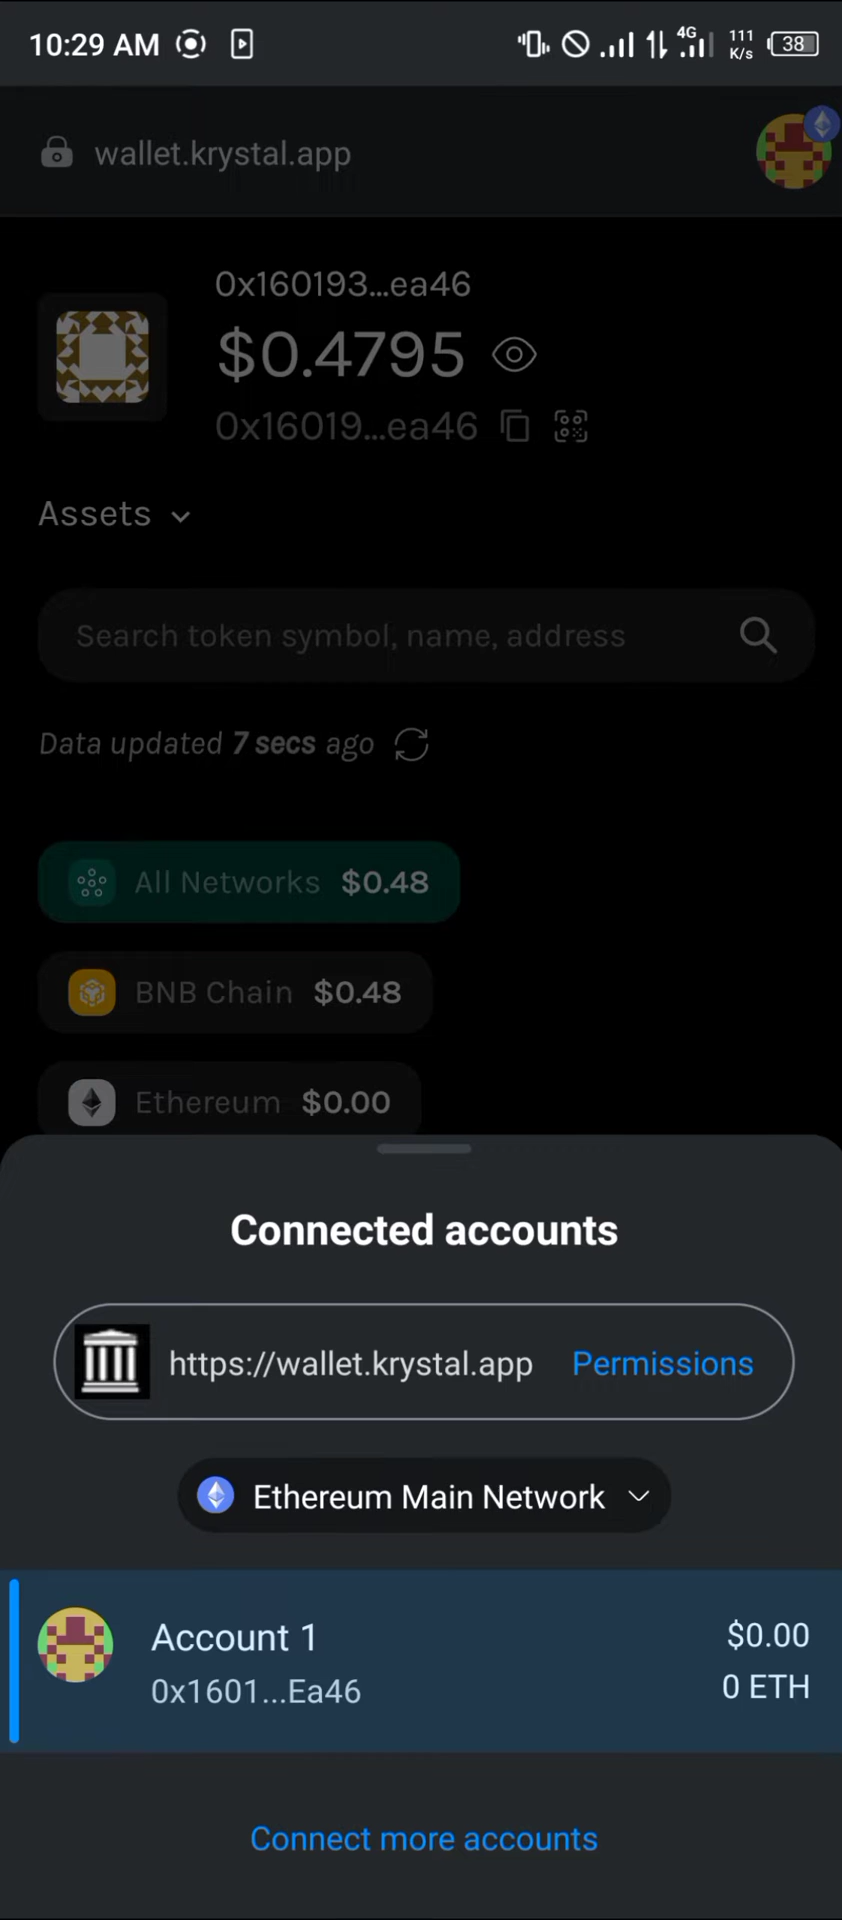 10:29 AM
4G
111
K/s
38
wallet.krystal.app
0x160193...ea46
$0.4795
0x16019...ea46
Assets
Search token symbol, name, address
Data updated 7 secs ago
All Networks $0.48
BNB Chain $0.48
Ethereum $0.00
Connected accounts
https://wallet.krystal.app Permissions
Ethereum Main Network
Account 1 $0.00
0x1601...Ea46 0 ETH
Connect more accounts